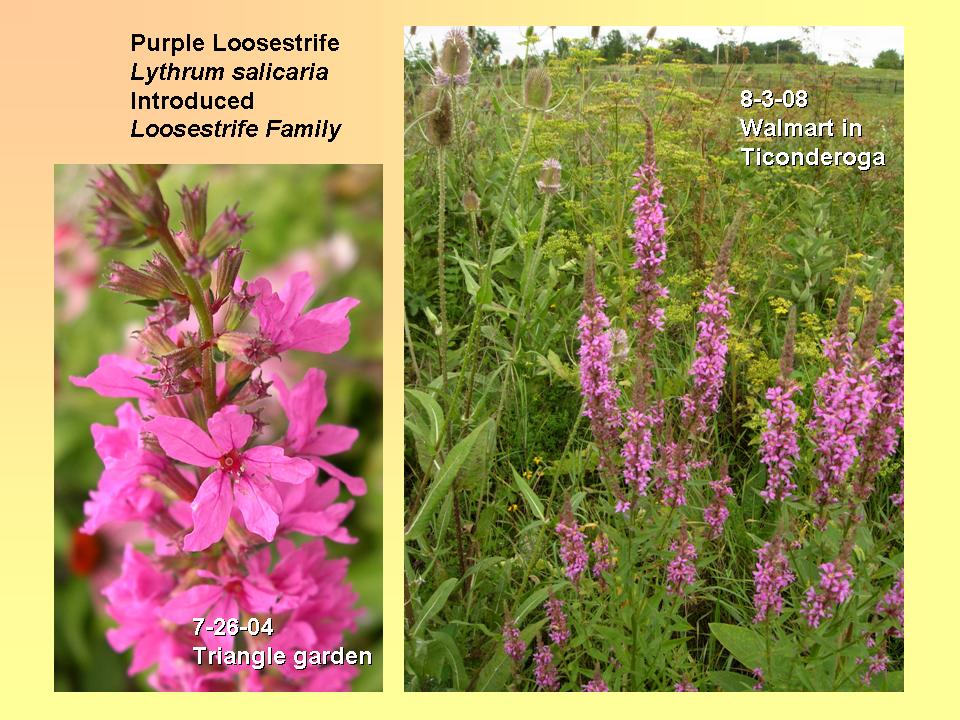 Purple Loosestrife
Lythrum salicaria
Introduced
Loosestrife Family
8-3-08
Walmart in
Ticonderoga
7-26-04
Triangle garden